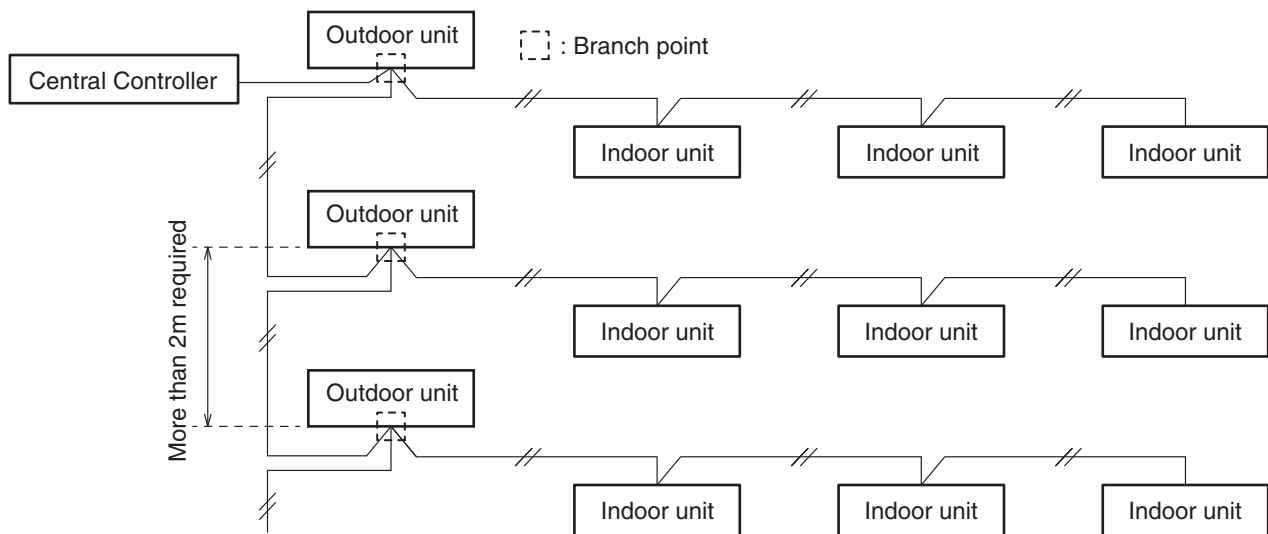 Outdoor unit
: Branch point
Central Controller
Indoor unit
Indoor unit
Indoor unit
Outdoor unit
More than 2m required
Indoor unit
Indoor unit
Indoor unit
Outdoor unit
Indoor unit
Indoor unit
Indoor unit